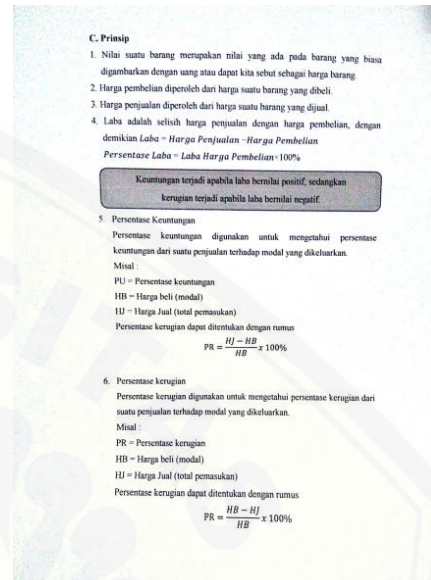 C. Prinsip
1. Nilai suatu barang merupakan nilai yang ada pada barang yang biasa
digambarkan dengan uang atau dapat kita sebut sebagai harga barang.
2. Harga pembelian diperoleh dari harga suatu barang yang dibeli.
3. Harga penjualan diperoleh dari harga suatu barang yang dijual.
4. Laba adalah selisih harga penjualan dengan harga pembelian, dengan
demikian Laba = Harga Penjualan −Harga Pembelian
Persentase Laba = Laba Harga Pembelian×100%
Keuntungan terjadi apabila laba bernilai positif, sedangkan
kerugian terjadi apabila laba bernilai negatif.
5. Persentase Keuntungan
Persentase keuntungan digunakan untuk mengetahui persentase
keuntungan dari suatu penjualan terhadap modal yang dikeluarkan.
Misal :
PU = Persentase keuntungan
HB = Harga beli (modal)
HJ = Harga Jual (total pemasukan)
Persentase kerugian dapat ditentukan dengan rumus
PR = HJ − HB / HB x 100%
6. Persentase kerugian
Persentase kerugian digunakan untuk mengetahui persentase kerugian dari
suatu penjualan terhadap modal yang dikeluarkan.
Misal :
PR = Persentase kerugian
HB = Harga beli (modal)
HJ = Harga Jual (total pemasukan)
Persentase kerugian dapat ditentukan dengan rumus
PR = HB − HJ / HB x 100%